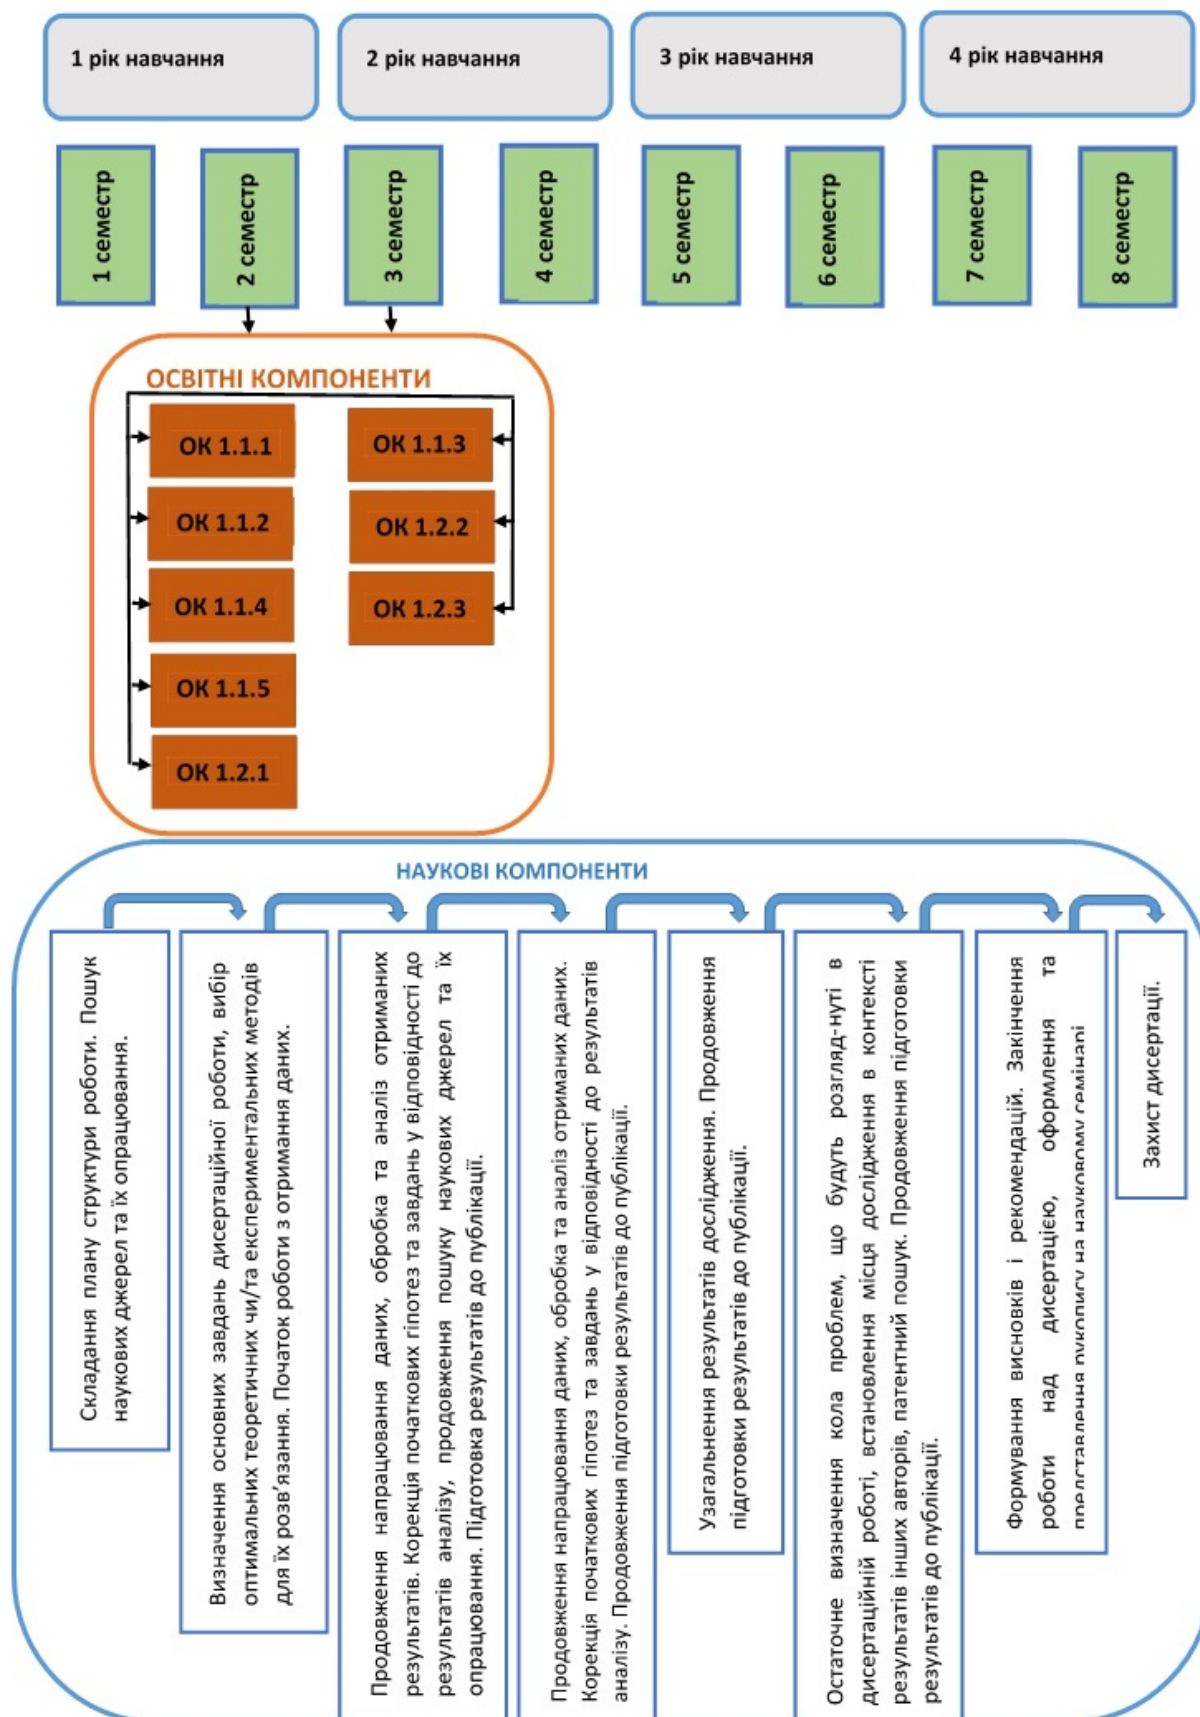 1 рік навчання
2 рік навчання
3 рік навчання
4 рік навчання
1 семестр
2 семестр
3 семестр
4 семестр
5 семестр
6 семестр
7 семестр
8 семестр
ОСВІТНІ КОМПОНЕНТИ
ОК 1.1.1
ОК 1.1.2
ОК 1.1.4
ОК 1.1.5
ОК 1.2.1
ОК 1.1.3
ОК 1.2.2
ОК 1.2.3
НАУКОВІ КОМПОНЕНТИ
Складання плану структури роботи. Пошук
наукових джерел та їх опрацювання.
Визначення основних завдань дисертаційної роботи, вибір
оптимальних теоретичних чи/та експериментальних методів
для їх розв’язання. Початок роботи з отримання даних.
Продовження напрацювання даних, обробка та аналіз отриманих
результатів. Корекція початкових гіпотез та завдань у відповідності до
результатів аналізу, продовження пошуку наукових джерел та їх
опрацювання. Підготовка результатів до публікації.
Продовження напрацювання даних, обробка та аналіз отриманих даних.
Корекція початкових гіпотез та завдань у відповідності до результатів
аналізу. Продовження підготовки результатів до публікації.
Узагальнення результатів дослідження. Продовження
підготовки результатів до публікації.
Остаточне визначення кола проблем, що будуть розгляд-нуті в
дисертаційній роботі, встановлення місця дослідження в контексті
результатів інших авторів, патентний пошук. Продовження підготовки
результатів до публікації.
Формування висновків і рекомендацій. Закінчення
роботи над дисертацією, оформлення та
представлення рукопису на науковому семінарі
Захист дисертації.